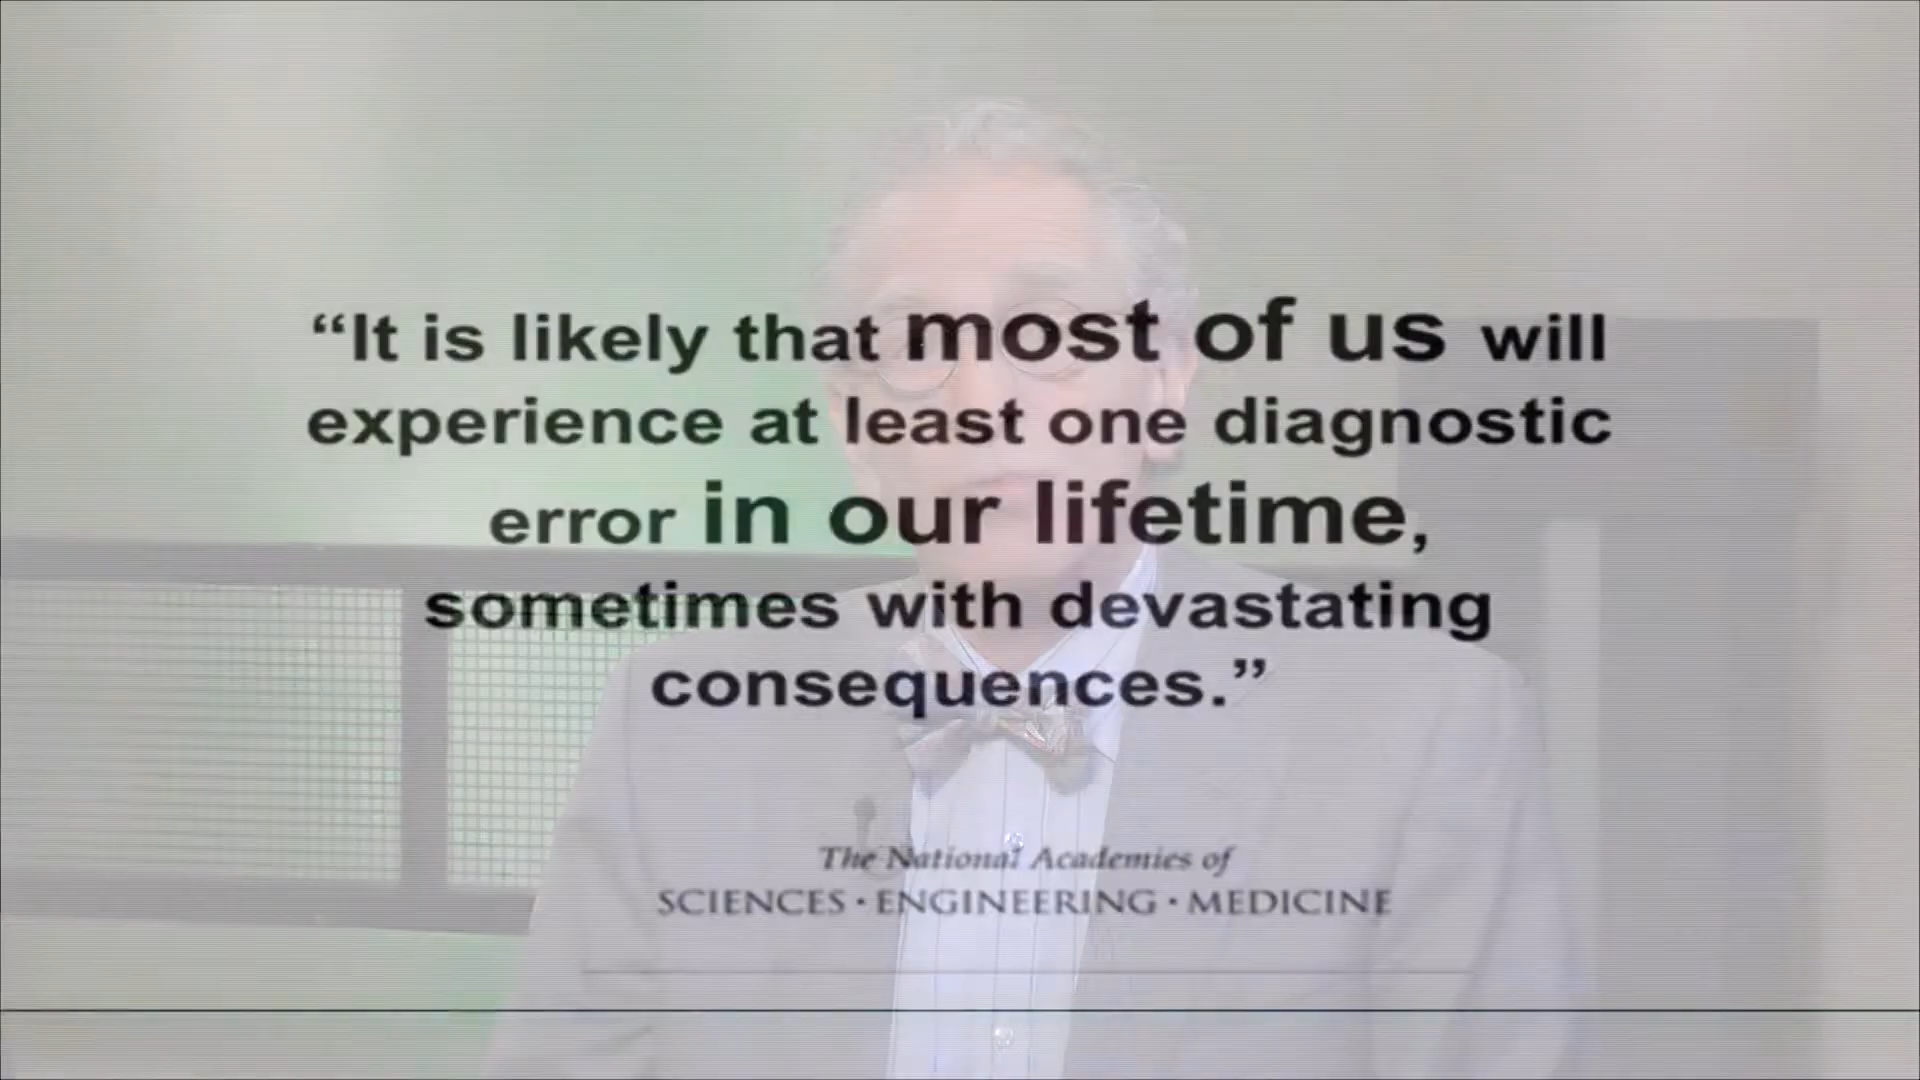 “It is likely that most of us will
experience at least one diagnostic
error in our lifetime,
sometimes with devastating
consequences.”
The National Academies of
SCIENCES • ENGINEERING • MEDICINE